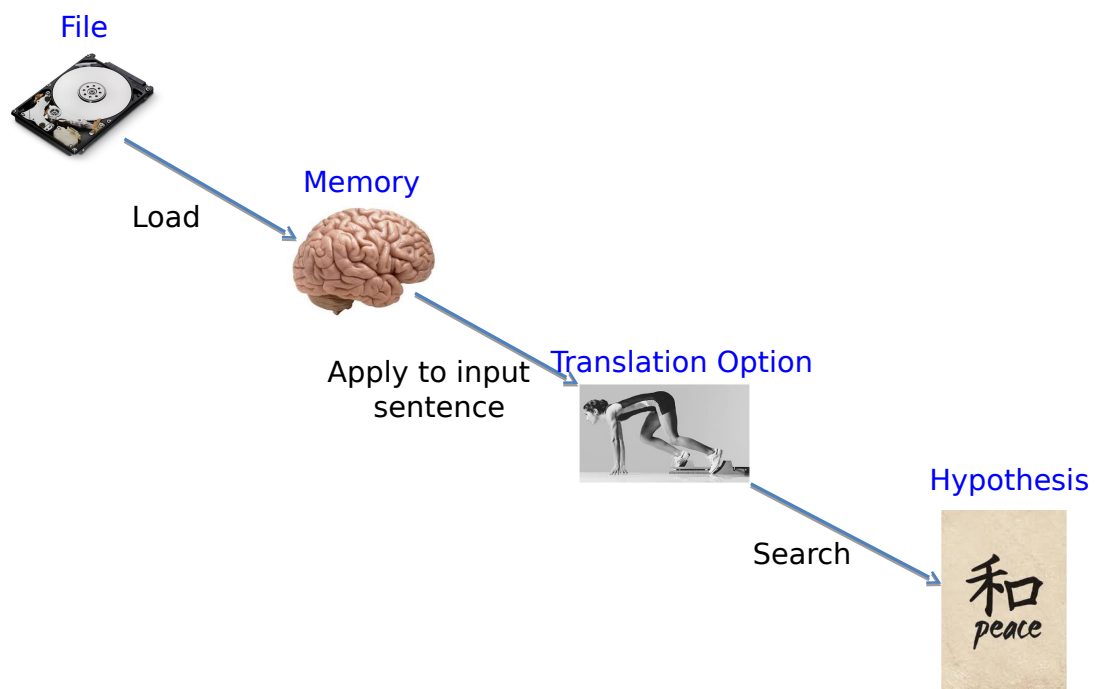 File
Memory
Load
Translation Option
Apply to input
sentence
Hypothesis
Search
和
peace